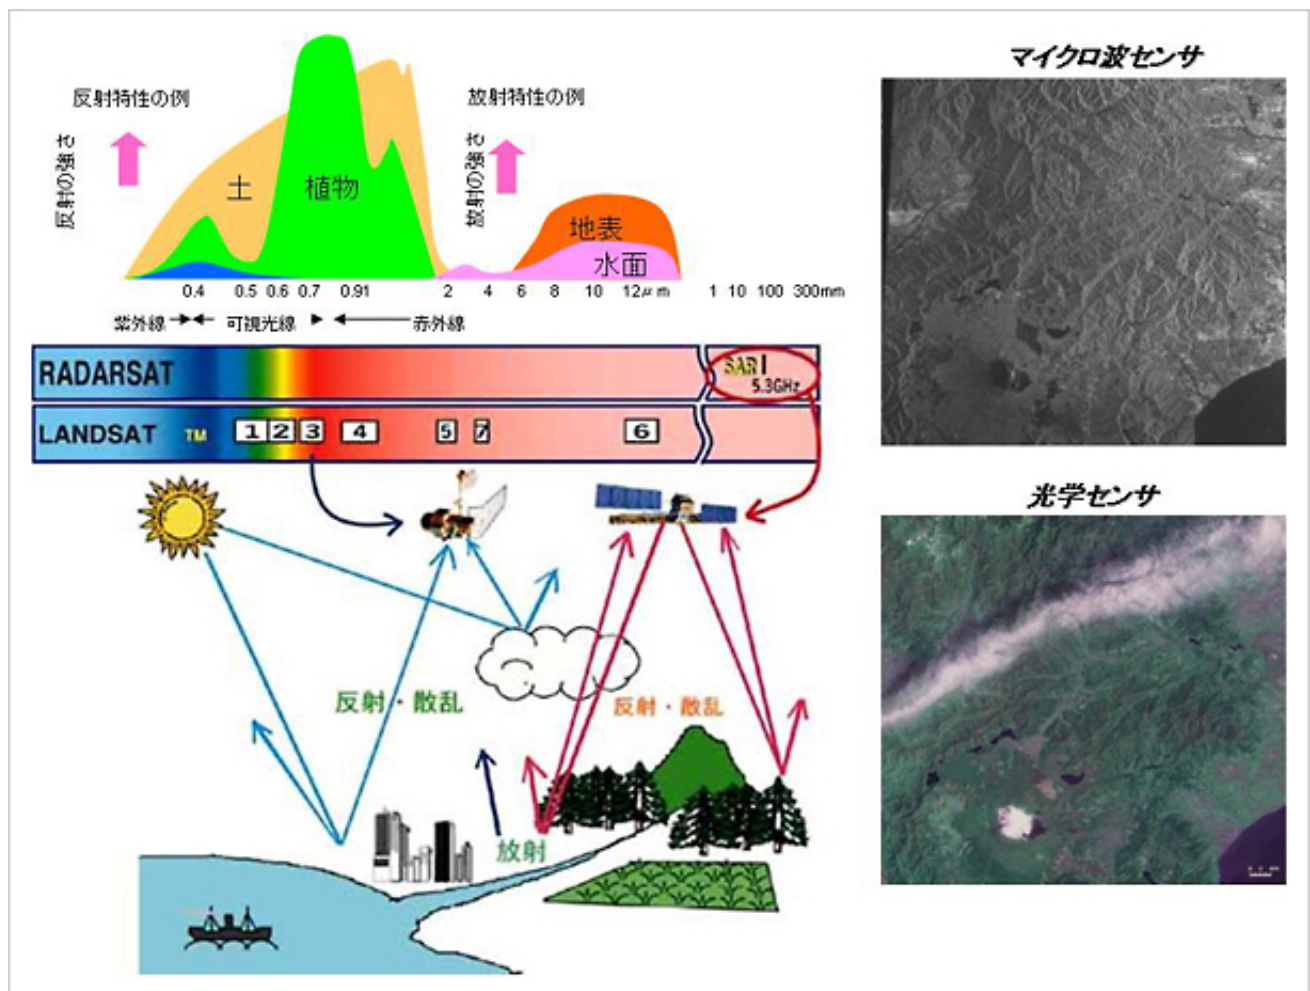 マイクロ波センサ
反射特性の例
放射特性の例
反射の強さ
放射の強さ
土
植物
地表
水面
0.4 0.5 0.6 0.7 0.91 2 4 6 8 10 12μm 1 10 100 300mm
紫外線 可視光線 赤外線
RADARSAT
SAR
5.3GHz
LANDSAT TM 1 2 3 4 5 7 6
光学センサ
反射・散乱
反射・散乱
放射